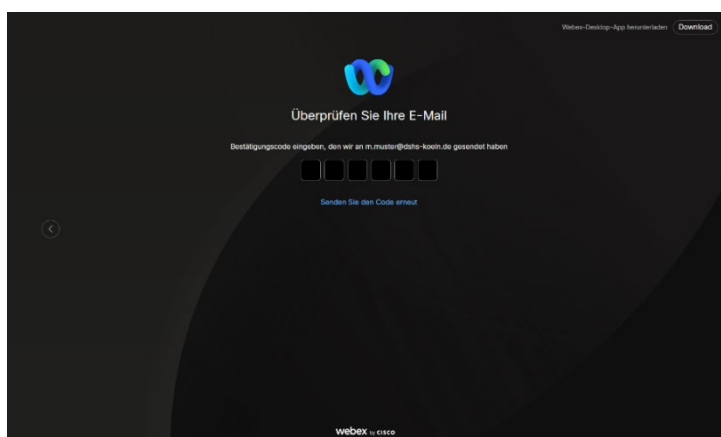 Webex-Desktop-App herunterladen Download
Überprüfen Sie Ihre E-Mail
Bestätigungscode eingeben, den wir an m.muster@dshs-koeln.de gesendet haben
Senden Sie den Code erneut
webex by CISCO